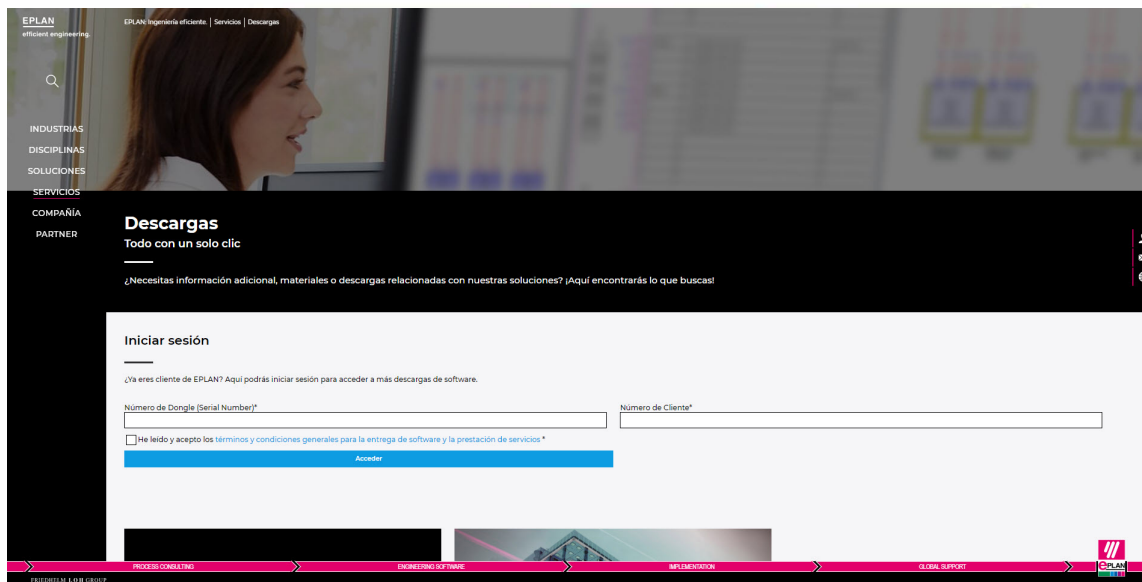 EPLAN
efficient engineering.
EPLAN: Ingeniería eficiente. | Servicios | Descargas
INDUSTRIAS
DISCIPLINAS
SOLUCIONES
SERVICIOS
COMPAÑÍA
PARTNER
Descargas
Todo con un solo clic
¿Necesitas información adicional, materiales o descargas relacionadas con nuestras soluciones? ¡Aquí encontrarás lo que buscas!
Iniciar sesión
¿Ya eres cliente de EPLAN? Aquí podrás iniciar sesión para acceder a más descargas de software.
Número de Dongle (Serial Number)*
Número de Cliente*
He leído y acepto los términos y condiciones generales para la entrega de software y la prestación de servicios *
Acceder
PROCESS CONSULTING
ENGINEERING SOFTWARE
IMPLEMENTATION
GLOBAL SUPPORT
ePLAN
FRIEDHELM LOH GROUP